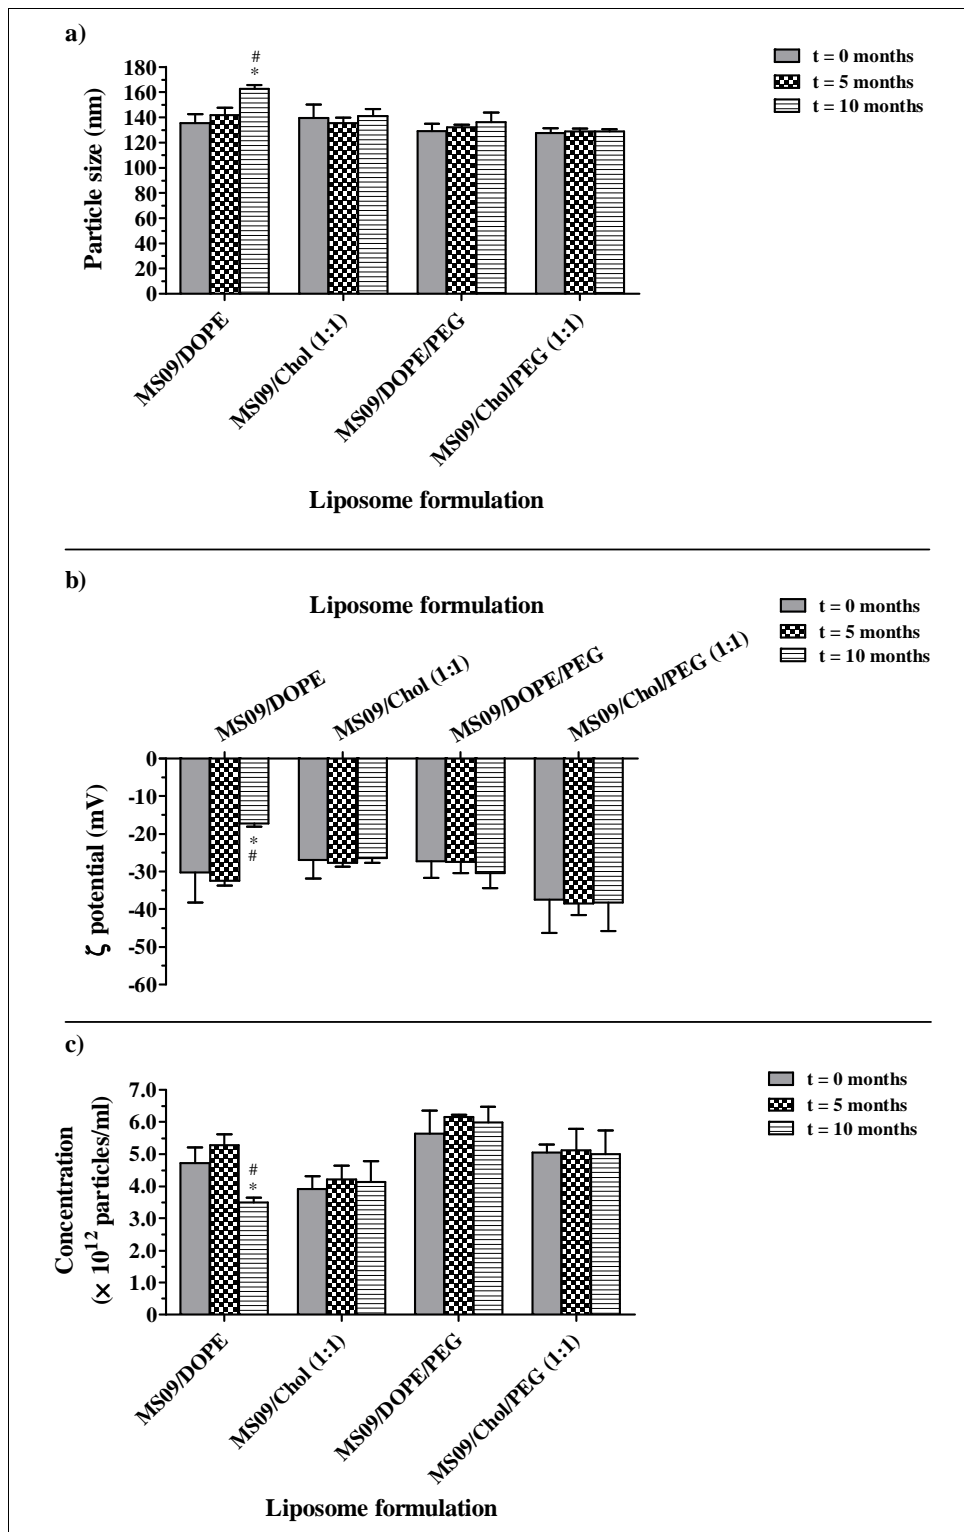 a)
t = 0 months
t = 5 months
t = 10 months
Particle size (nm)
180
160
140
120
100
80
60
40
20
0
#
*
MS09/DOPE
MS09/Chol (1:1)
MS09/DOPE/PEG
MS09/Chol/PEG (1:1)
Liposome formulation
b)
Liposome formulation
t = 0 months
t = 5 months
t = 10 months
MS09/DOPE
MS09/Chol (1:1)
MS09/DOPE/PEG
MS09/Chol/PEG (1:1)
ζ potential (mV)
0
-10
-20
-30
-40
-50
-60
*
#
c)
t = 0 months
t = 5 months
t = 10 months
Concentration
(× 10¹² particles/ml)
7.0
6.0
5.0
4.0
3.0
2.0
1.0
0
#
*
MS09/DOPE
MS09/Chol (1:1)
MS09/DOPE/PEG
MS09/Chol/PEG (1:1)
Liposome formulation